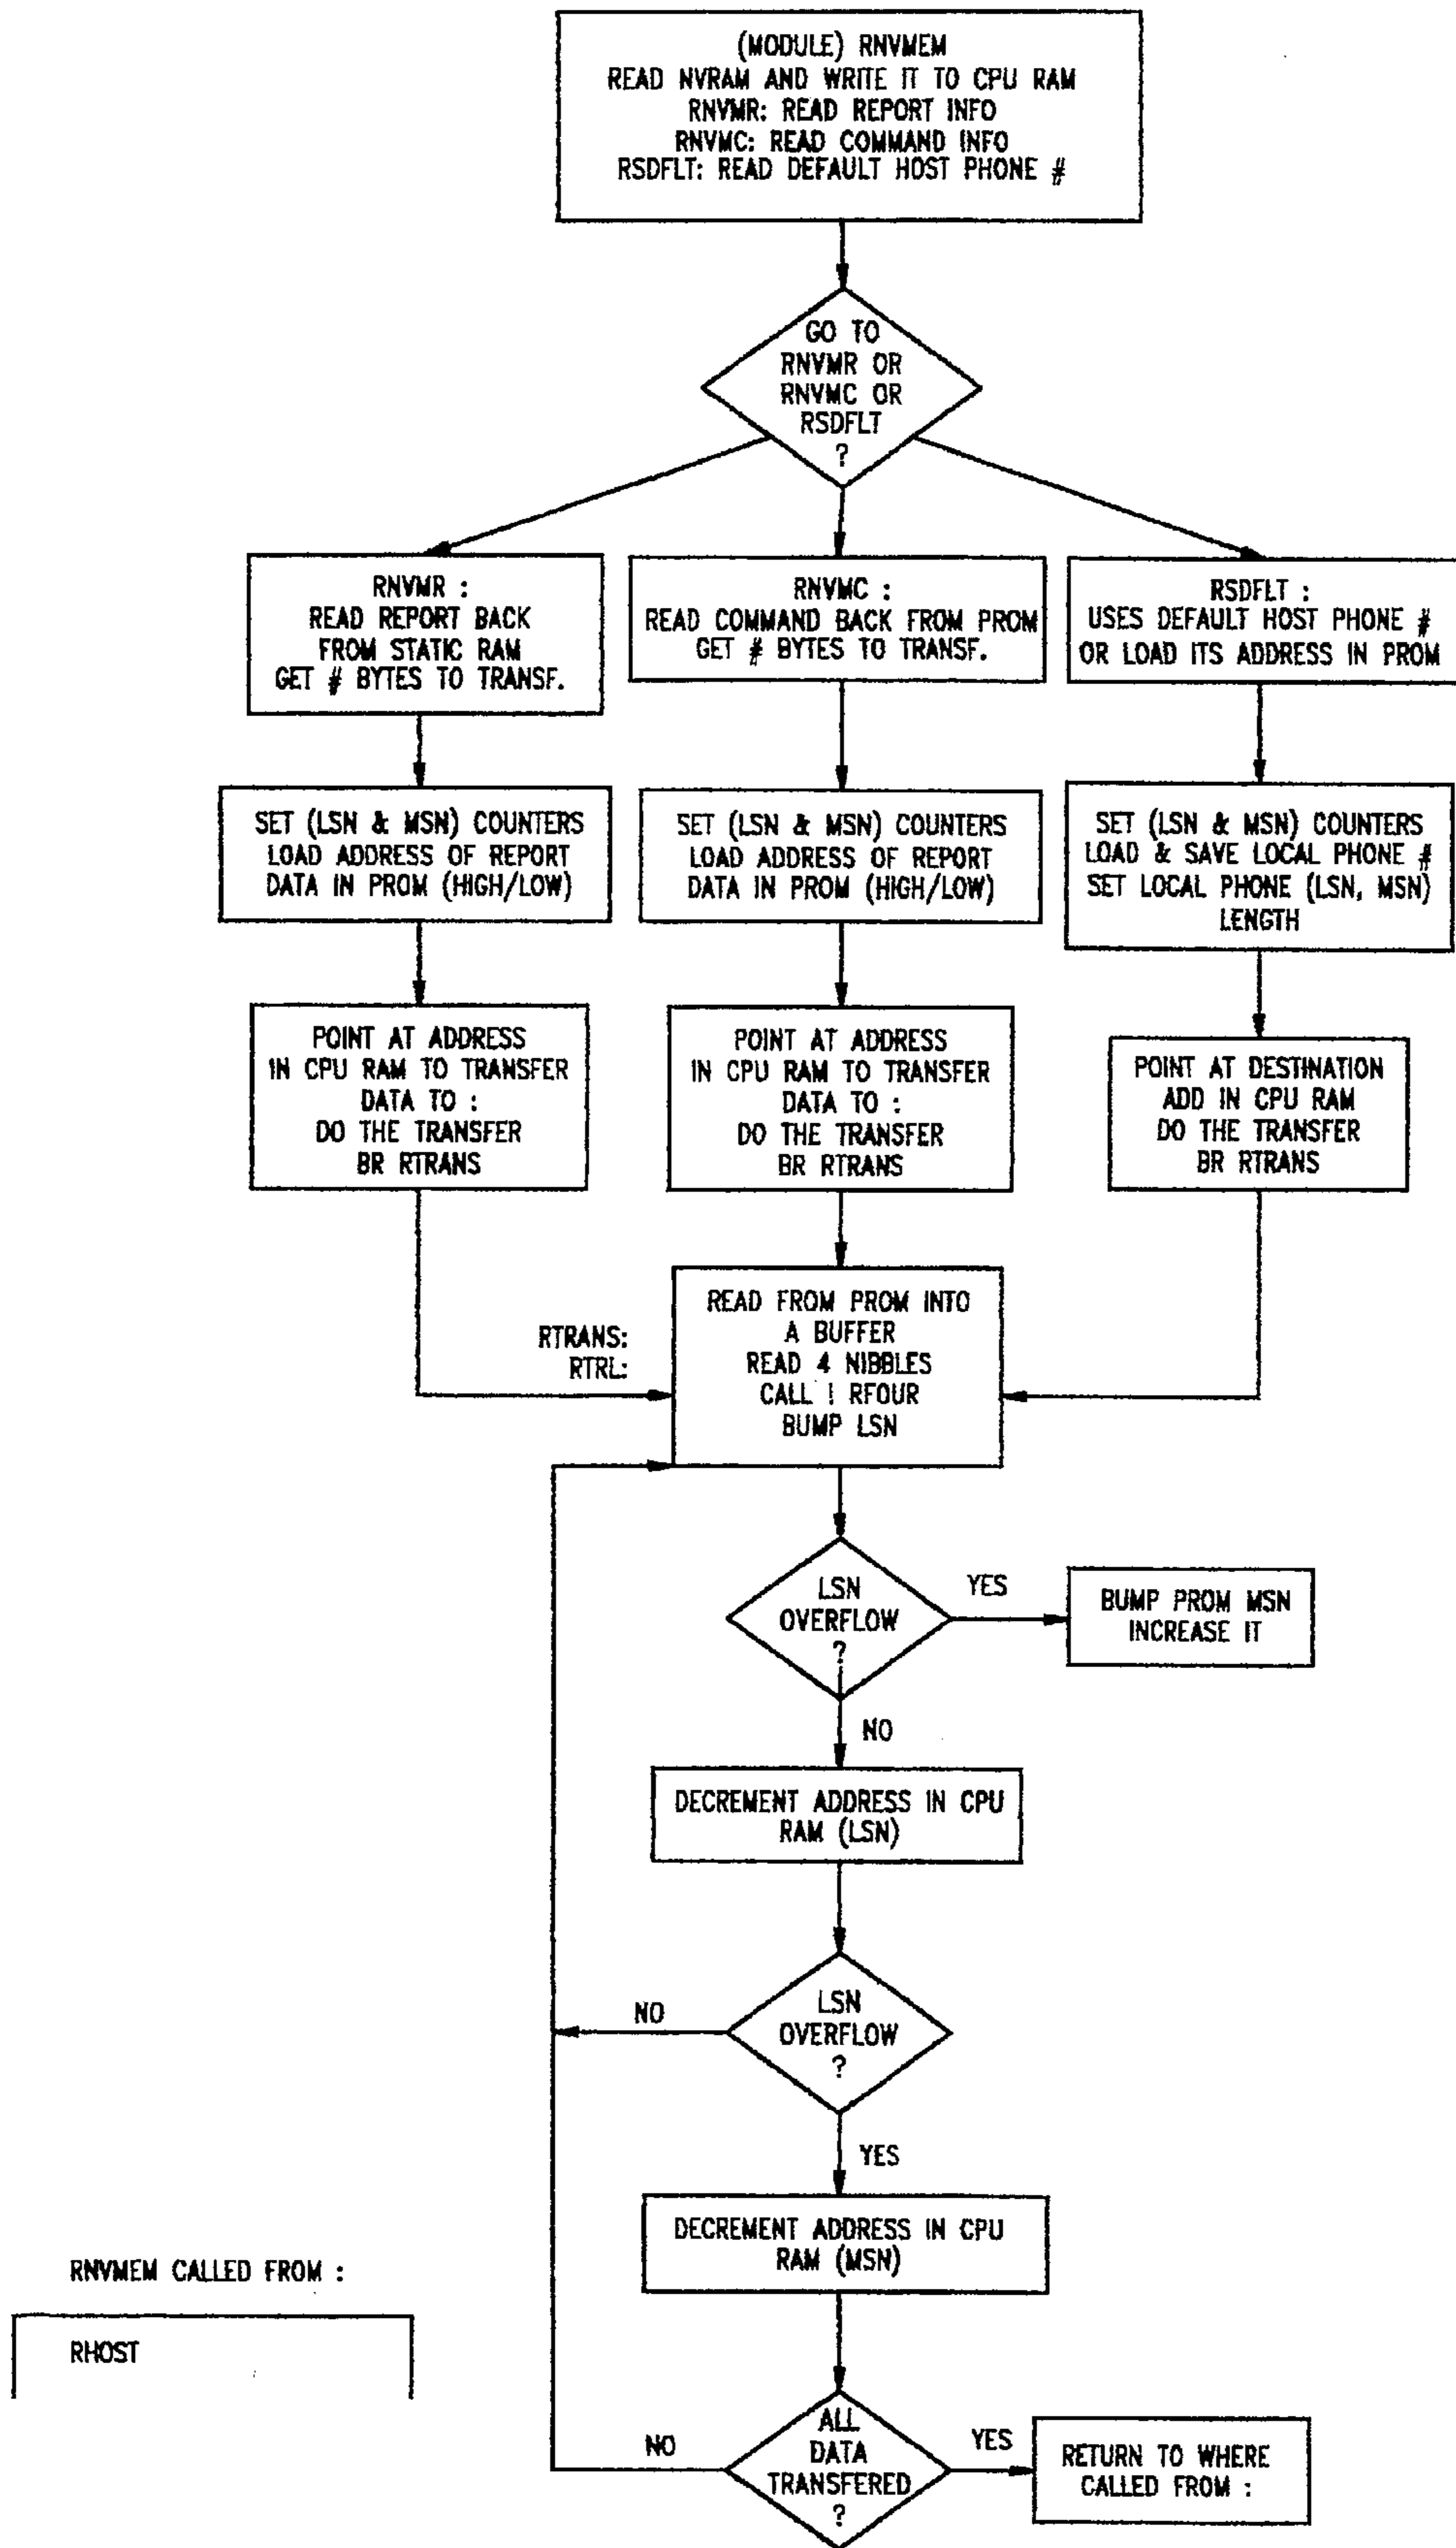 (MODULE) RNVMEM
READ NVRAM AND WRITE IT TO CPU RAM
RNVMR: READ REPORT INFO
RNVMC: READ COMMAND INFO
RSDFLT: READ DEFAULT HOST PHONE #
GO TO
RNVMR OR
RNVMC OR
RSDFLT
?
RNVMR :
READ REPORT BACK
FROM STATIC RAM
GET # BYTES TO TRANSF.
RNVMC :
READ COMMAND BACK FROM PROM
GET # BYTES TO TRANSF.
RSDFLT :
USES DEFAULT HOST PHONE #
OR LOAD ITS ADDRESS IN PROM
SET (LSN & MSN) COUNTERS
LOAD ADDRESS OF REPORT
DATA IN PROM (HIGH/LOW)
SET (LSN & MSN) COUNTERS
LOAD ADDRESS OF REPORT
DATA IN PROM (HIGH/LOW)
SET (LSN & MSN) COUNTERS
LOAD & SAVE LOCAL PHONE #
SET LOCAL PHONE (LSN, MSN)
LENGTH
POINT AT ADDRESS
IN CPU RAM TO TRANSFER
DATA TO :
DO THE TRANSFER
BR RTRANS
POINT AT ADDRESS
IN CPU RAM TO TRANSFER
DATA TO :
DO THE TRANSFER
BR RTRANS
POINT AT DESTINATION
ADD IN CPU RAM
DO THE TRANSFER
BR RTRANS
RTRANS:
RTRL:
READ FROM PROM INTO
A BUFFER
READ 4 NIBBLES
CALL ! RFOUR
BUMP LSN
LSN
OVERFLOW
?
YES
BUMP PROM MSN
INCREASE IT
NO
DECREMENT ADDRESS IN CPU
RAM (LSN)
LSN
OVERFLOW
?
NO
YES
DECREMENT ADDRESS IN CPU
RAM (MSN)
RNVMEM CALLED FROM :
RHOST
ALL
DATA
TRANSFERED
?
NO
YES
RETURN TO WHERE
CALLED FROM :